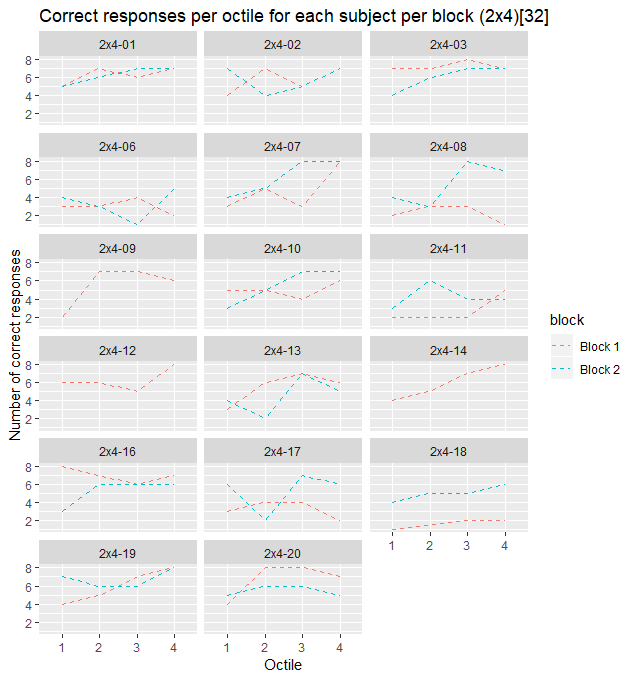 Correct responses per octile for each subject per block (2x4)[32]
2x4-01 2x4-02 2x4-03
8
6
4
2
2x4-06 2x4-07 2x4-08
8
6
4
2
2x4-09 2x4-10 2x4-11
8
6
4
2
2x4-12 2x4-13 2x4-14
8
6
4
2
2x4-16 2x4-17 2x4-18
8
6
4
2
1 2 3 4
2x4-19 2x4-20
8
6
4
2
1 2 3 4 1 2 3 4
Octile
Number of correct responses
block
Block 1
Block 2